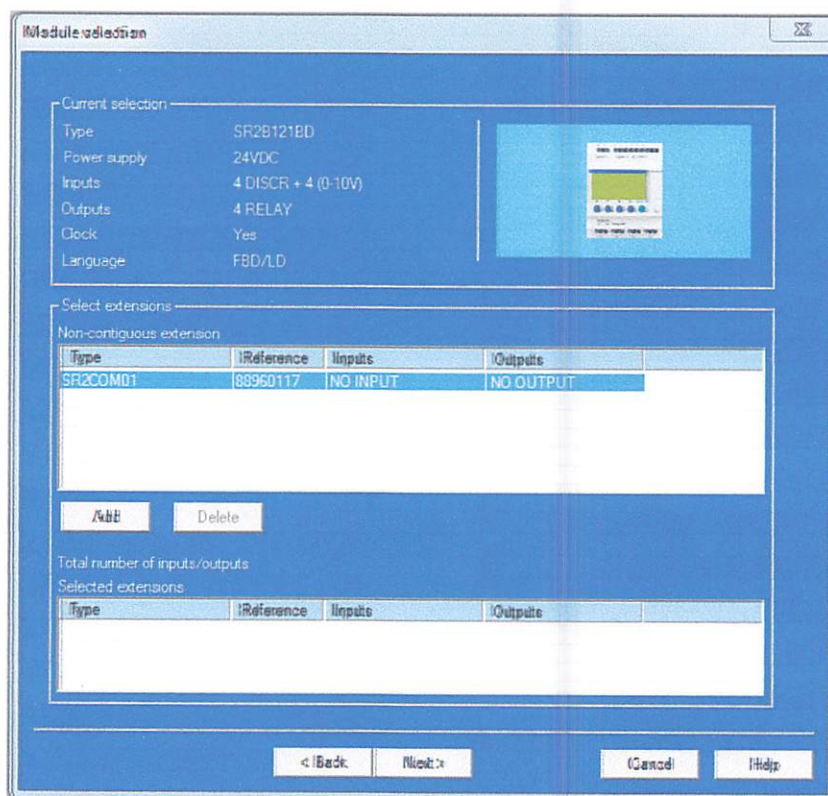 Module selection
Current selection
Type SR2B121BD
Power supply 24VDC
Inputs 4 DISCR + 4 (0-10V)
Outputs 4 RELAY
Clock Yes
Language FBD/LD
Select extensions
Non-contiguous extension
Type Reference Inputs Outputs
SR2COM01 88960117 NO INPUT NO OUTPUT
Add Delete
Total number of inputs/outputs
Selected extensions
Type Reference Inputs Outputs
< Back Next > Cancel Help